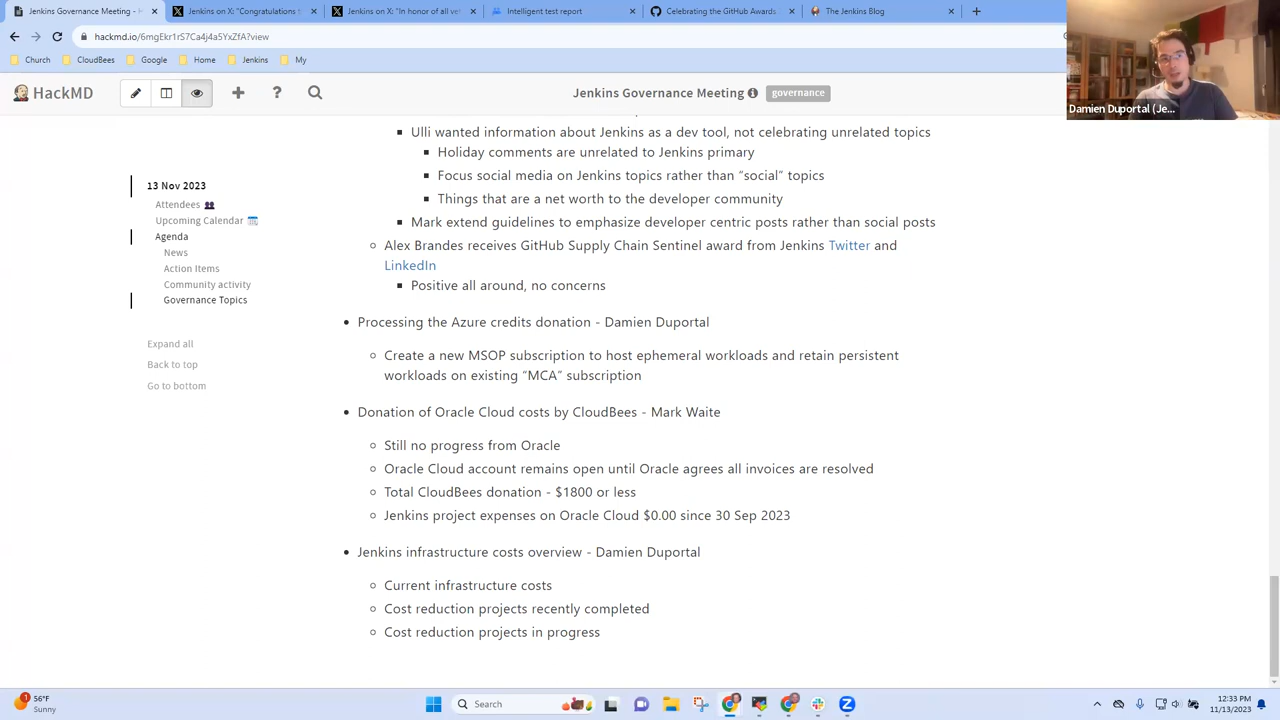 Jenkins Governance Meeting - H
X on X: "Congratulations t
X on X: "In honor of all vet
Intelligent test report
Celebrating the GitHub Awards
The Jenkins Blog
hackmd.io/6mgEkr1rS7Ca4j4a5YxZfA?view
Church
CloudBees
Google
Home
Jenkins
My
HackMD
Jenkins Governance Meeting
governance
Damien Duportal (Je...
13 Nov 2023
Attendees
Upcoming Calendar
Agenda
News
Action Items
Community activity
Governance Topics
Expand all
Back to top
Go to bottom
Ulli wanted information about Jenkins as a dev tool, not celebrating unrelated topics
Holiday comments are unrelated to Jenkins primary
Focus social media on Jenkins topics rather than “social” topics
Things that are a net worth to the developer community
Mark extend guidelines to emphasize developer centric posts rather than social posts
Alex Brandes receives GitHub Supply Chain Sentinel award from Jenkins Twitter and
LinkedIn
Positive all around, no concerns
Processing the Azure credits donation - Damien Duportal
Create a new MSOP subscription to host ephemeral workloads and retain persistent
workloads on existing “MCA” subscription
Donation of Oracle Cloud costs by CloudBees - Mark Waite
Still no progress from Oracle
Oracle Cloud account remains open until Oracle agrees all invoices are resolved
Total CloudBees donation - $1800 or less
Jenkins project expenses on Oracle Cloud $0.00 since 30 Sep 2023
Jenkins infrastructure costs overview - Damien Duportal
Current infrastructure costs
Cost reduction projects recently completed
Cost reduction projects in progress
1
56°F
Sunny
Search
12:33 PM
11/13/2023